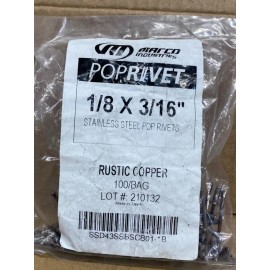 MARCO
INDUSTRIES
POPRIVET
1/8 X 3/16"
STAINLESS STEEL POP RIVETS
RUSTIC COPPER
100/BAG
LOT #: 210132